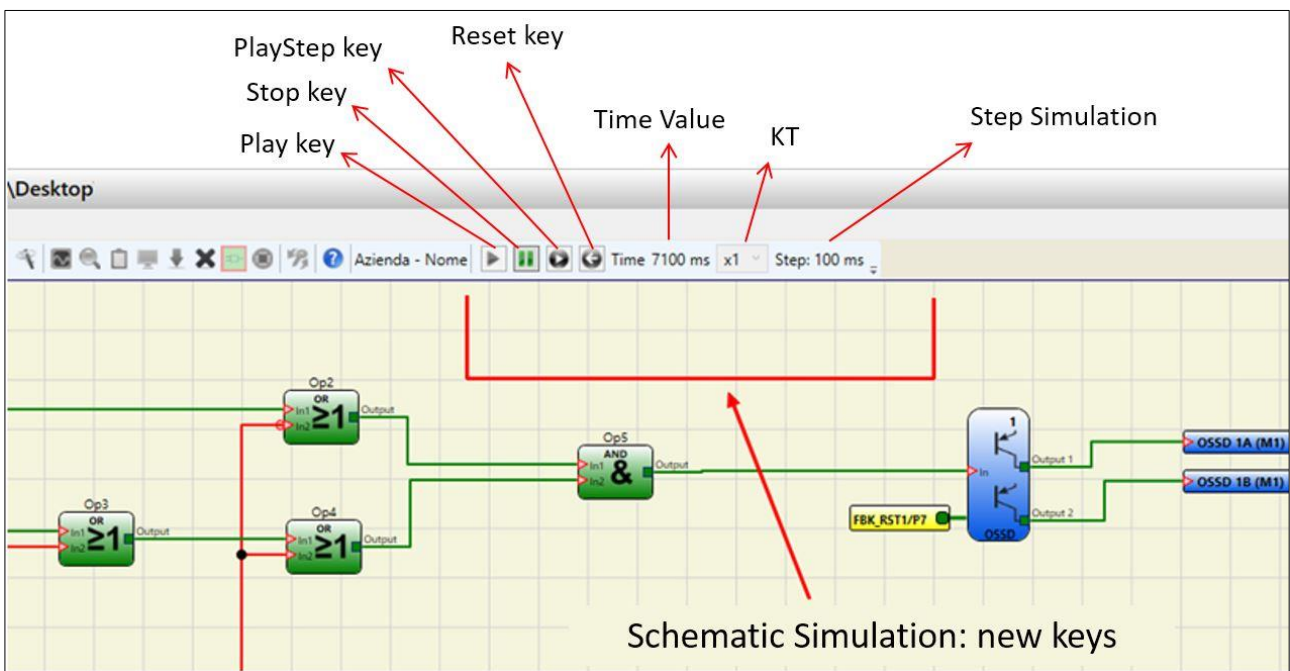 PlayStep key
Reset key
Stop key
Time Value
Step Simulation
Play key
KT
\Desktop
Azienda - Nome
Time 7100 ms
x1
Step: 100 ms
Op2
OR
In1
≥1
Output
In2
Op5
AND
In1
&
Output
In2
1
In
Output 1
Output 2
OSSD
OSSD 1A (M1)
OSSD 1B (M1)
FBK_RST1/P7
Op3
OR
In1
≥1
Output
In2
Op4
OR
In1
≥1
Output
In2
Schematic Simulation: new keys